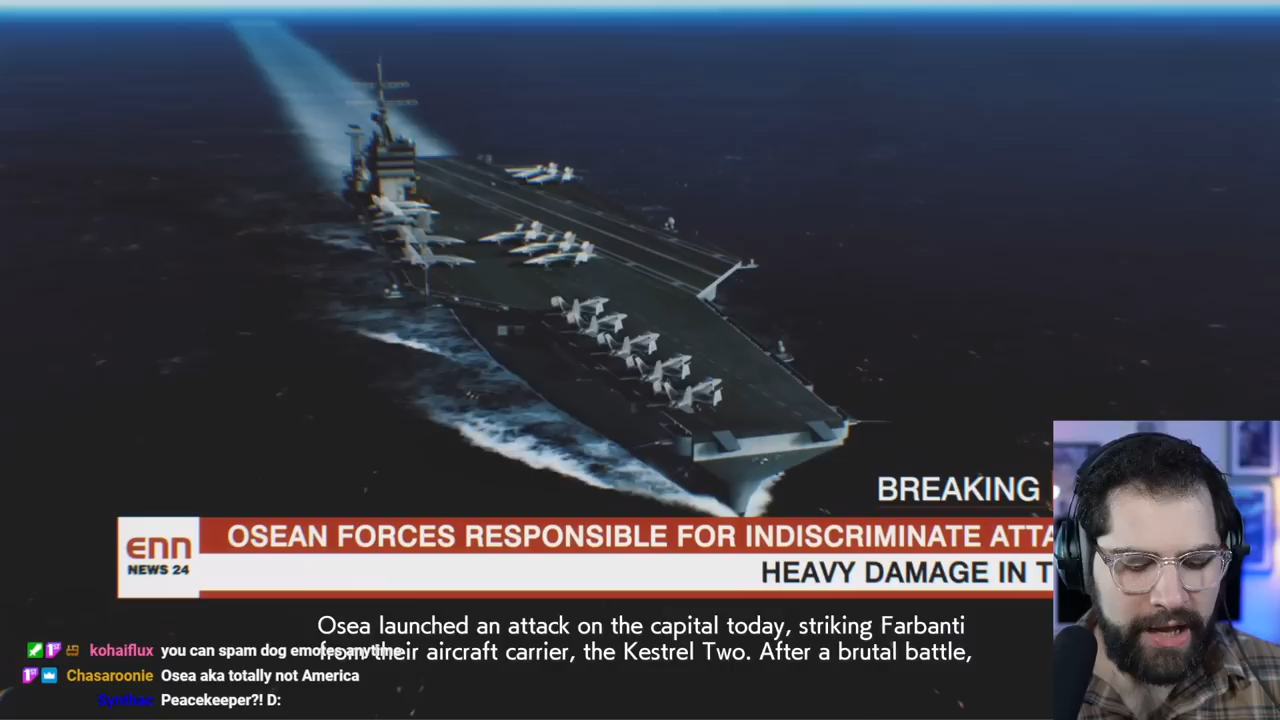 BREAKING
enn
NEWS 24
OSEAN FORCES RESPONSIBLE FOR INDISCRIMINATE ATTA
HEAVY DAMAGE IN T
Osea launched an attack on the capital today, striking Farbanti
from their aircraft carrier, the Kestrel Two. After a brutal battle,
kohaiflux you can spam dog emotes anytime
Chasaroonie Osea aka totally not America
Synthac Peacekeeper?! D: